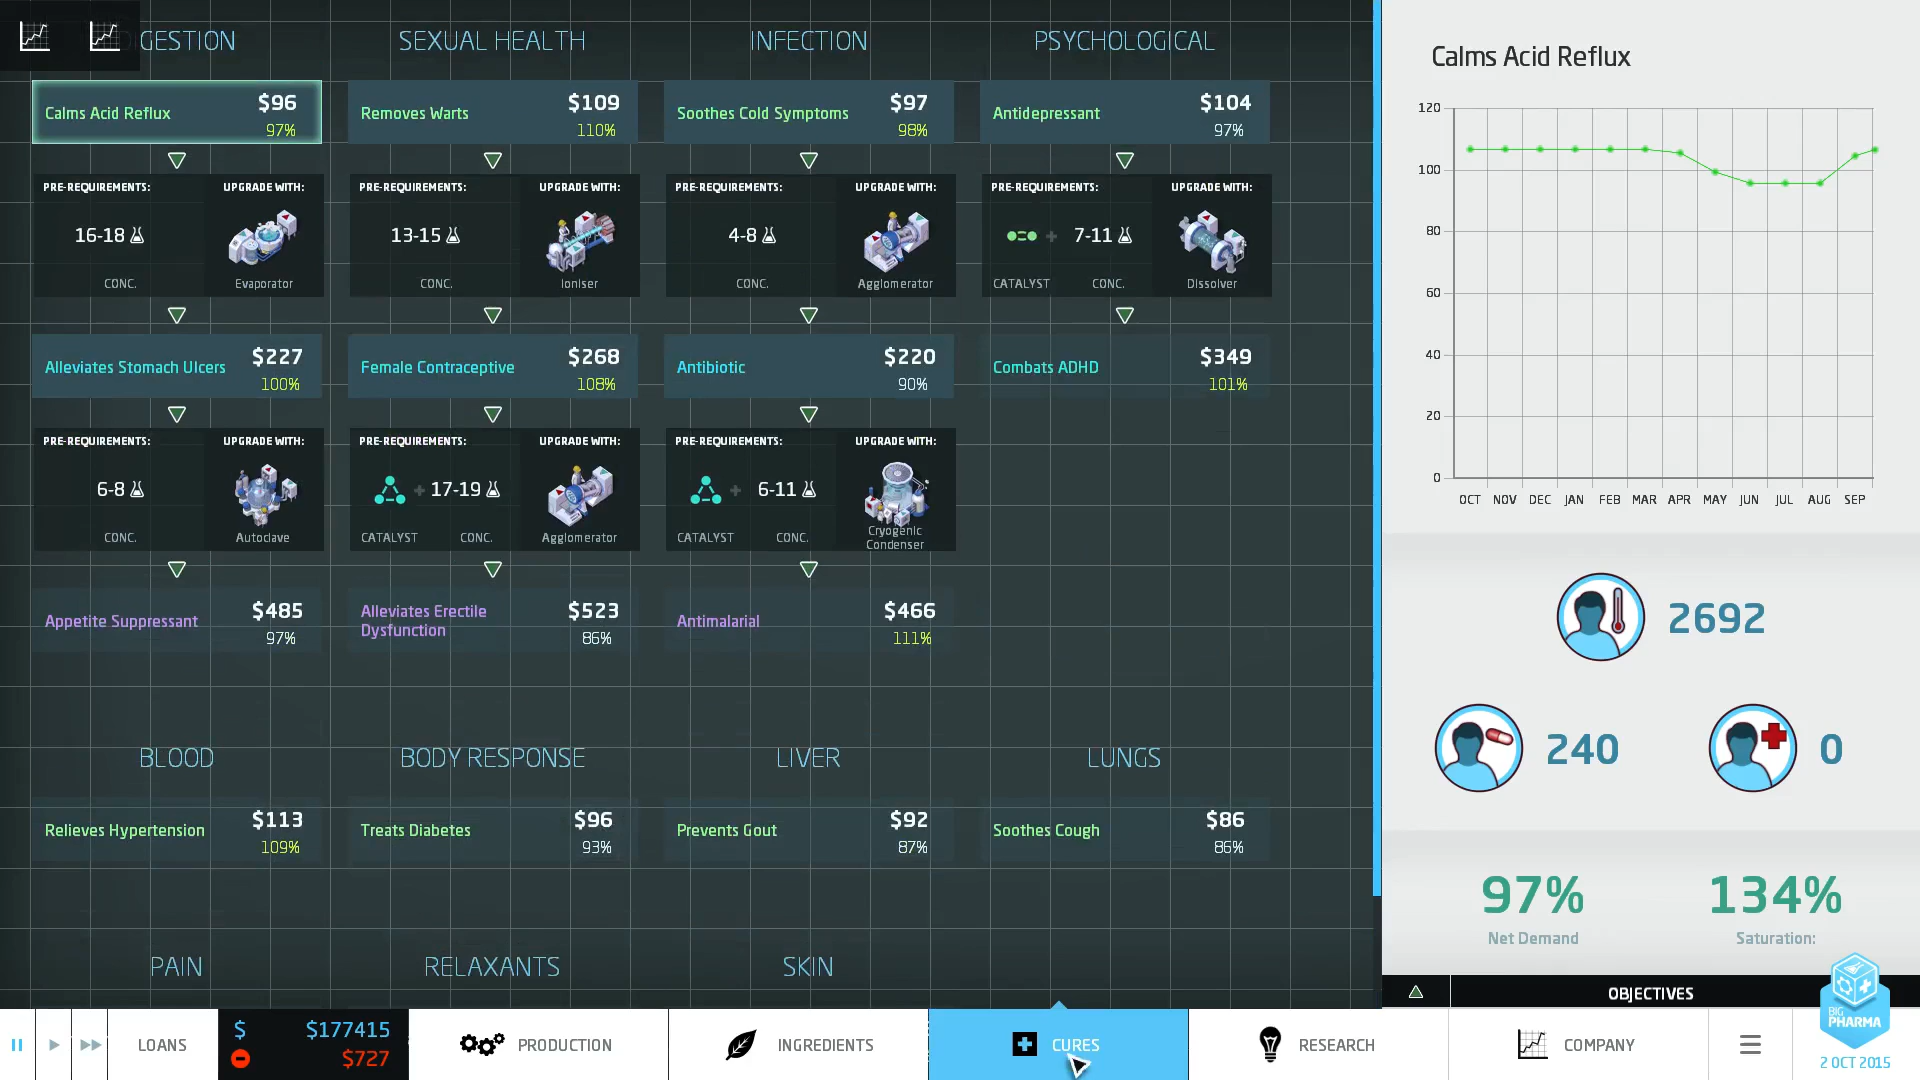 GESTION
SEXUAL HEALTH
INFECTION
PSYCHOLOGICAL
Calms Acid Reflux $96 97%
Removes Warts $109 110%
Soothes Cold Symptoms $97 98%
Antidepressant $104 97%
PRE-REQUIREMENTS: UPGRADE WITH:
16-18
CONC. Evaporator
PRE-REQUIREMENTS: UPGRADE WITH:
13-15
CONC. Ioniser
PRE-REQUIREMENTS: UPGRADE WITH:
4-8
CONC. Agglomerator
PRE-REQUIREMENTS: UPGRADE WITH:
+ 7-11
CATALYST CONC. Dissolver
Alleviates Stomach Ulcers $227 100%
Female Contraceptive $268 108%
Antibiotic $220 90%
Combats ADHD $349 101%
PRE-REQUIREMENTS: UPGRADE WITH:
6-8
CONC. Autoclave
PRE-REQUIREMENTS: UPGRADE WITH:
+ 17-19
CATALYST CONC. Agglomerator
PRE-REQUIREMENTS: UPGRADE WITH:
+ 6-11
CATALYST CONC. Cryogenic
Condenser
Appetite Suppressant $485 97%
Alleviates Erectile
Dysfunction $523 86%
Antimalarial $466 111%
BLOOD
BODY RESPONSE
LIVER
LUNGS
Relieves Hypertension $113 109%
Treats Diabetes $96 93%
Prevents Gout $92 87%
Soothes Cough $86 86%
PAIN
RELAXANTS
SKIN
Calms Acid Reflux
120
100
80
60
40
20
0
OCT NOV DEC JAN FEB MAR APR MAY JUN JUL AUG SEP
2692
240
0
97%
Net Demand
134%
Saturation:
OBJECTIVES
BIG
PHARMA
LOANS
$ $177415
$727
PRODUCTION
INGREDIENTS
CURES
RESEARCH
COMPANY
2 OCT 2015